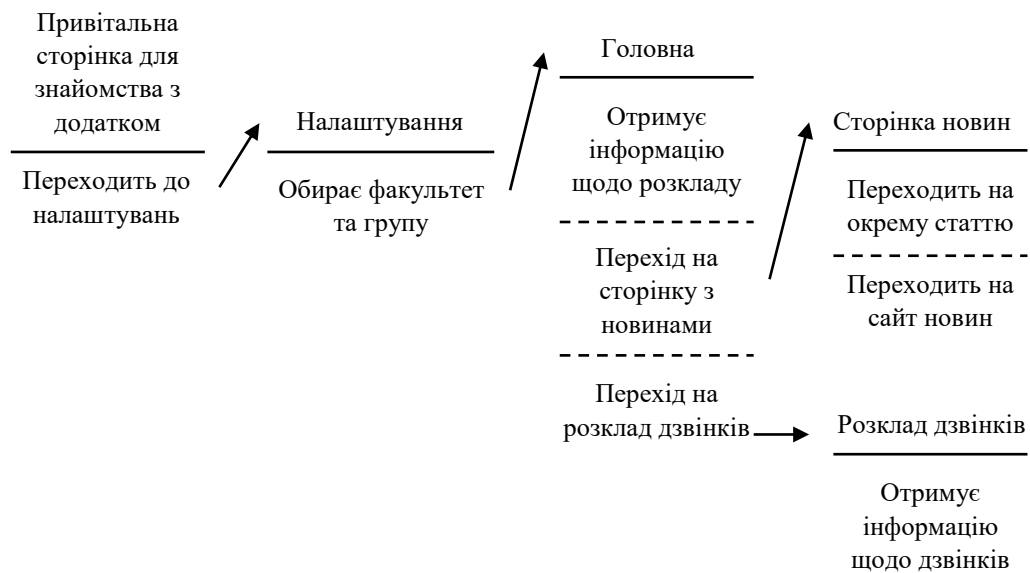 Привітальна
сторінка для
знайомства з
додатком
Переходить до
налаштувань
Налаштування
Обирає факультет
та групу
Головна
Отримує
інформацію
щодо розкладу
Перехід на
сторінку з
новинами
Перехід на
розклад дзвінків
Сторінка новин
Переходить на
окрему статтю
Переходить на
сайт новин
Розклад дзвінків
Отримує
інформацію
щодо дзвінків